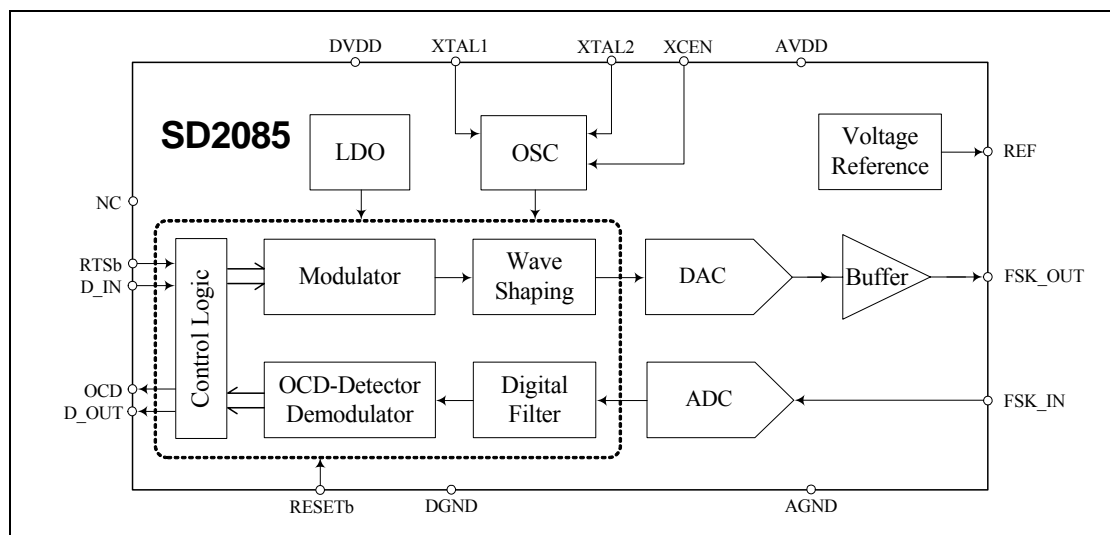 DVDD
XTAL1
XTAL2
XCEN
AVDD
SD2085
LDO
OSC
Voltage
Reference
REF
NC
RTSb
D_IN
Control Logic
Modulator
Wave
Shaping
DAC
Buffer
FSK_OUT
OCD
D_OUT
OCD-Detector
Demodulator
Digital
Filter
ADC
FSK_IN
RESETb
DGND
AGND